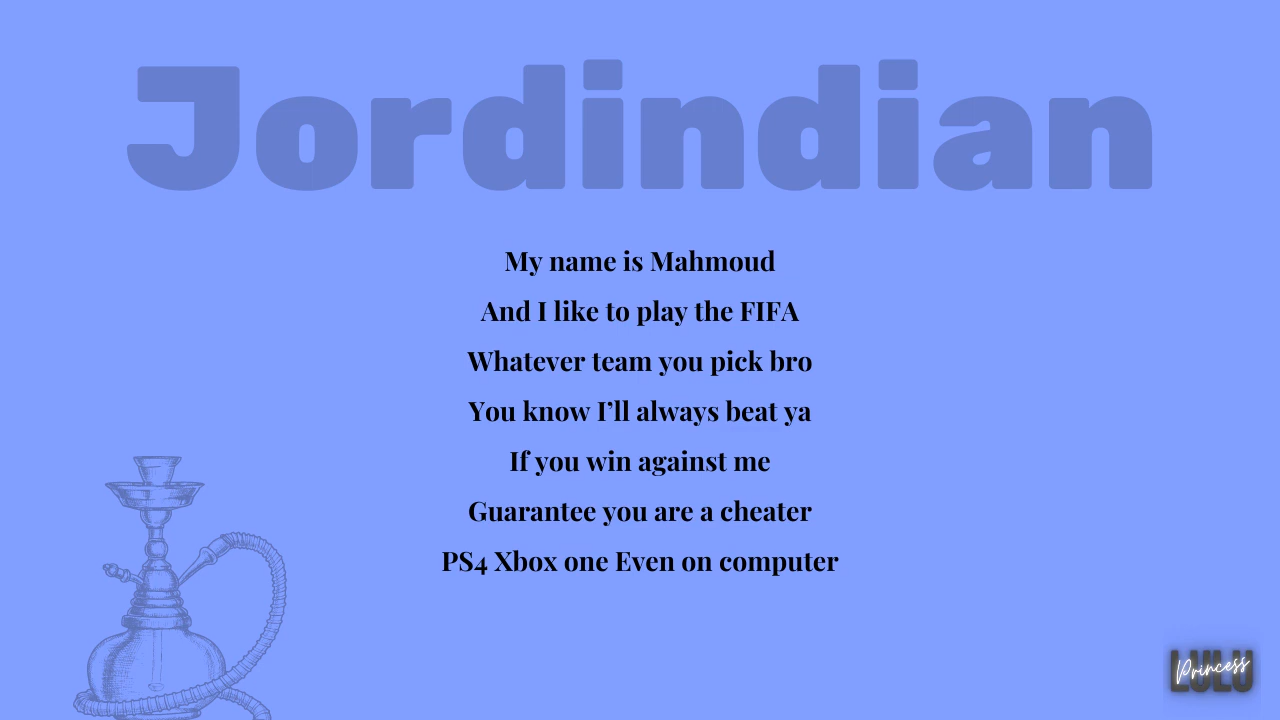 Jordindian
My name is Mahmoud
And I like to play the FIFA
Whatever team you pick bro
You know I’ll always beat ya
If you win against me
Guarantee you are a cheater
PS4 Xbox one Even on computer
LULU
Princess